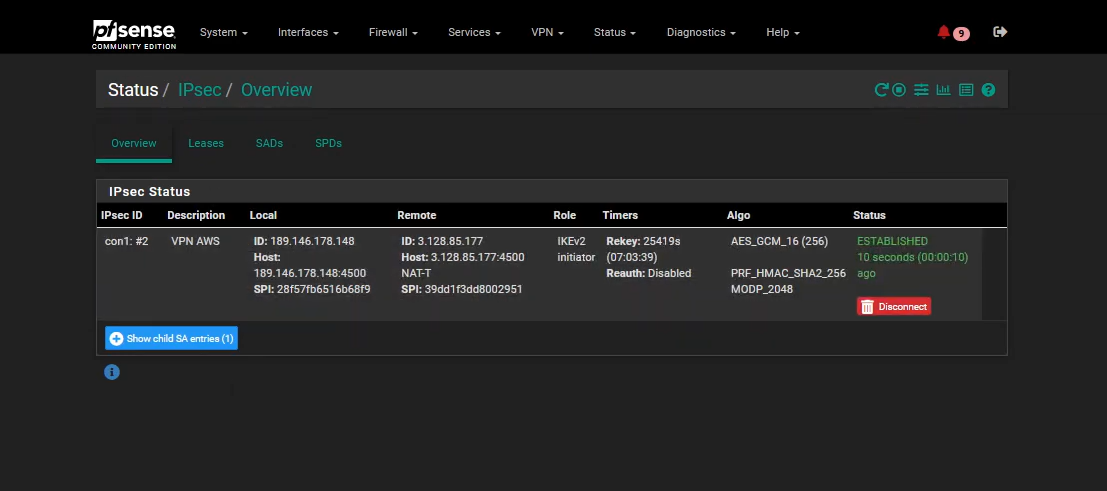 pfsense
COMMUNITY EDITION
System Interfaces Firewall Services VPN Status Diagnostics Help 9
Status / IPsec / Overview
Overview Leases SADs SPDs
IPsec Status
IPsec ID Description Local Remote Role Timers Algo Status
con1: #2 VPN AWS ID: 189.146.178.148 ID: 3.128.85.177 IKEv2 Rekey: 25419s AES_GCM_16 (256) ESTABLISHED
Host: Host: 3.128.85.177:4500 initiator (07:03:39) 10 seconds (00:00:10)
189.146.178.148:4500 NAT-T Reauth: Disabled PRF_HMAC_SHA2_256 ago
SPI: 28f57fb6516b68f9 SPI: 39dd1f3dd8002951 MODP_2048
Disconnect
Show child SA entries (1)